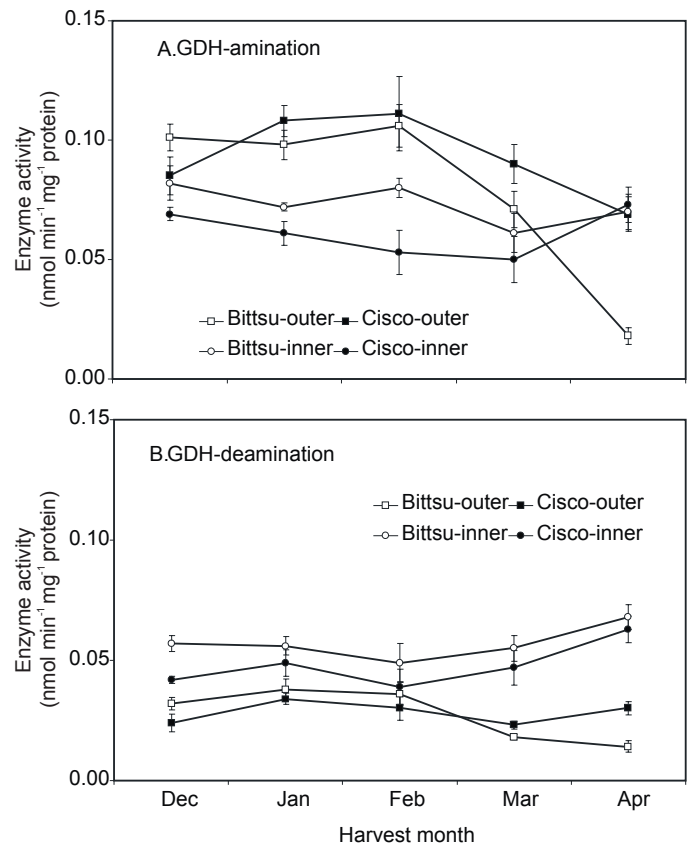 0.15
A.GDH-amination
0.10
0.05
0.00
Enzyme activity
(nmol min⁻¹ mg⁻¹ protein)
Bittsu-outer Cisco-outer
Bittsu-inner Cisco-inner
0.15
B.GDH-deamination
Bittsu-outer Cisco-outer
Bittsu-inner Cisco-inner
0.10
0.05
0.00
Enzyme activity
(nmol min⁻¹ mg⁻¹ protein)
Dec Jan Feb Mar Apr
Harvest month